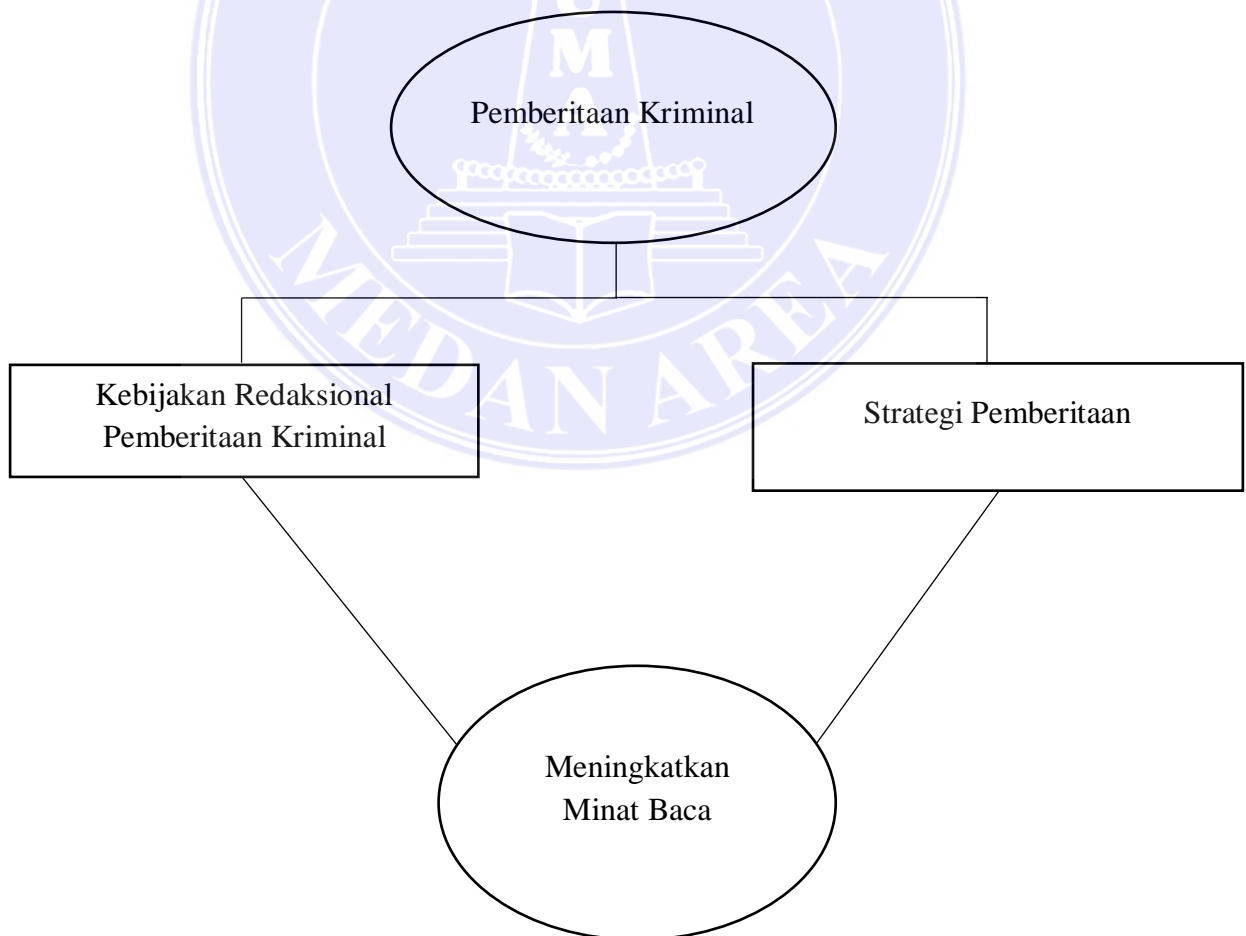 U
M
A
Pemberitaan Kriminal
MEDAN AREA
Kebijakan Redaksional
Pemberitaan Kriminal
Strategi Pemberitaan
Meningkatkan
Minat Baca